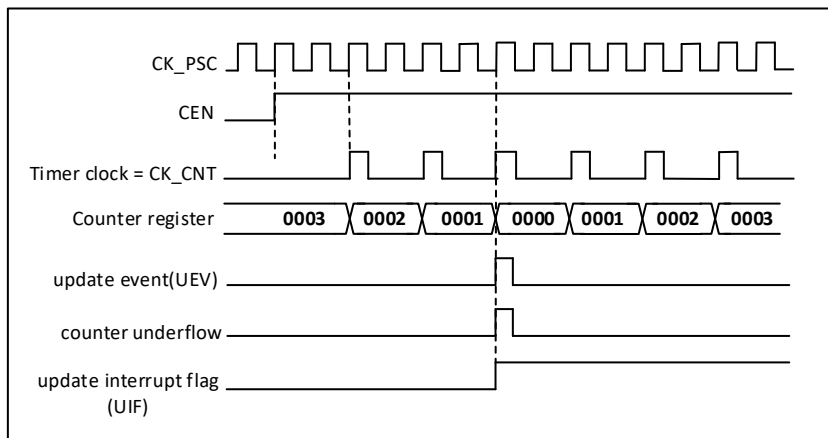 CK_PSC
CEN
Timer clock = CK_CNT
Counter register 0003 0002 0001 0000 0001 0002 0003
update event(UEV)
counter underflow
update interrupt flag
(UIF)